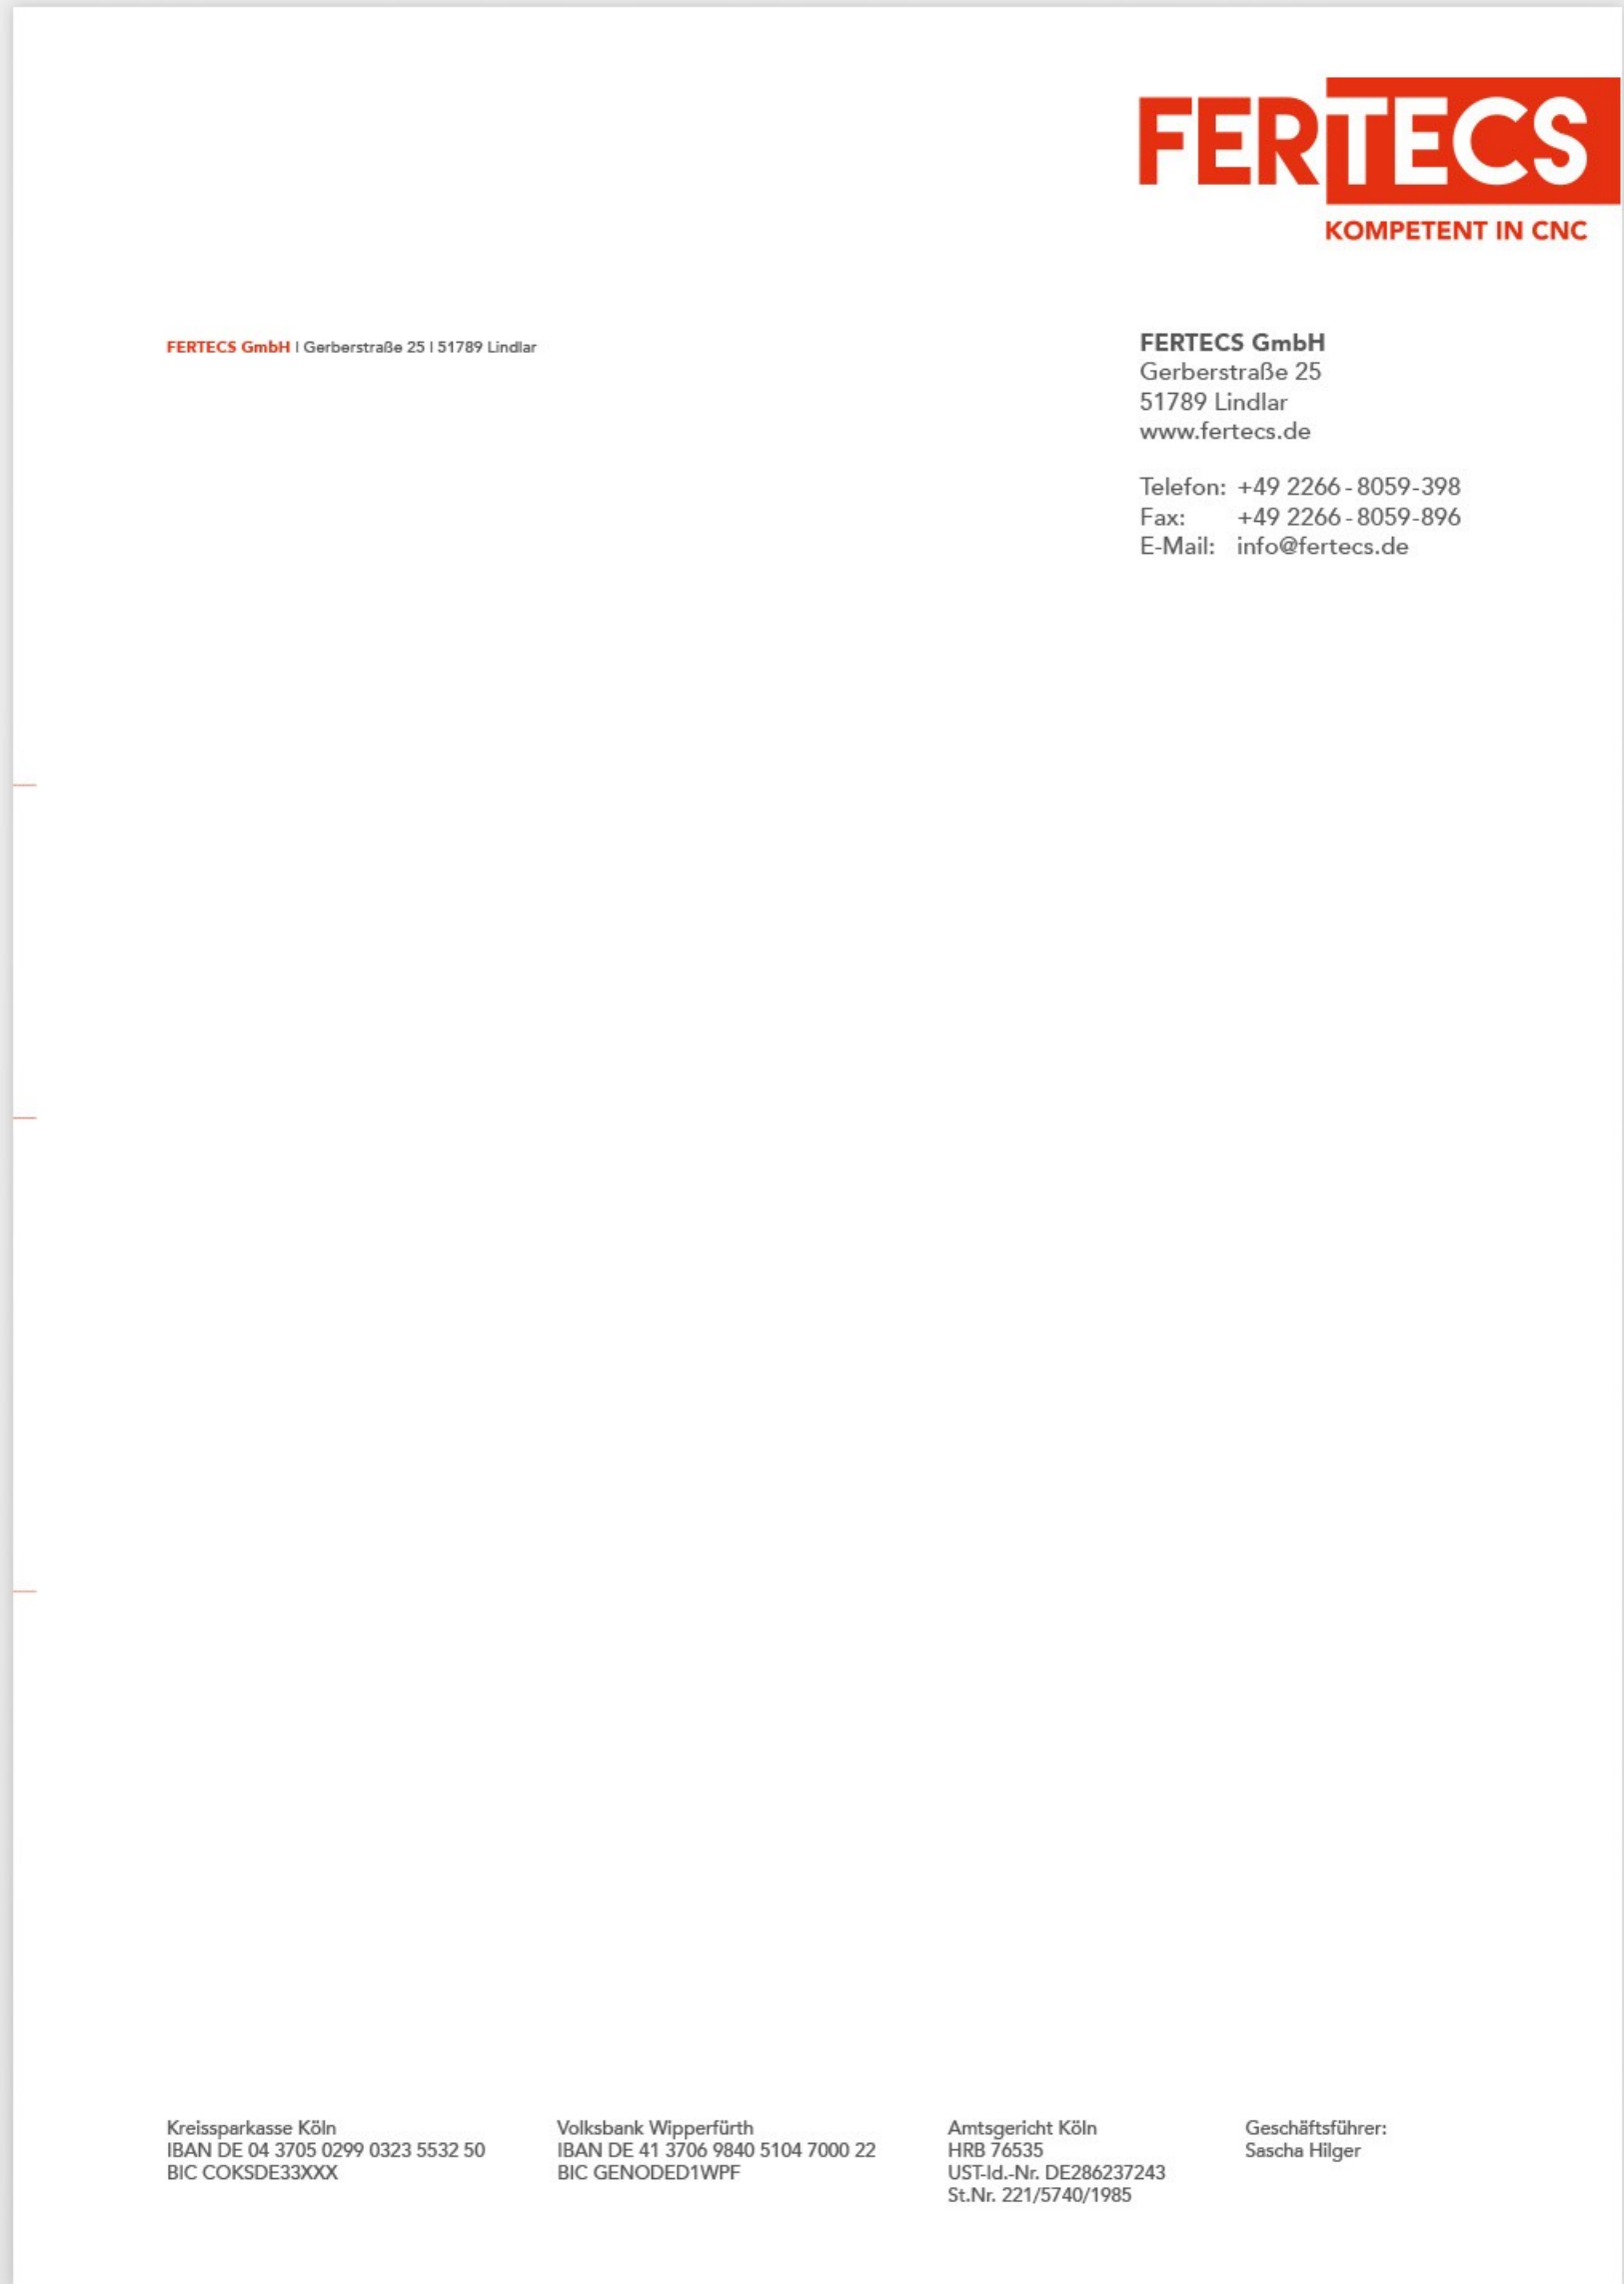 FERTECS
KOMPETENT IN CNC
FERTECS GmbH | Gerberstraße 25 | 51789 Lindlar
FERTECS GmbH
Gerberstraße 25
51789 Lindlar
www.fertecs.de
Telefon: +49 2266-8059-398
Fax: +49 2266-8059-896
E-Mail: info@fertecs.de
Kreissparkasse Köln
IBAN DE 04 3705 0299 0323 5532 50
BIC COKSDE33XXX
Volksbank Wipperfürth
IBAN DE 41 3706 9840 5104 7000 22
BIC GENODED1WPF
Amtsgericht Köln
HRB 76535
UST-Id.-Nr. DE286237243
St.Nr. 221/5740/1985
Geschäftsführer:
Sascha Hilger